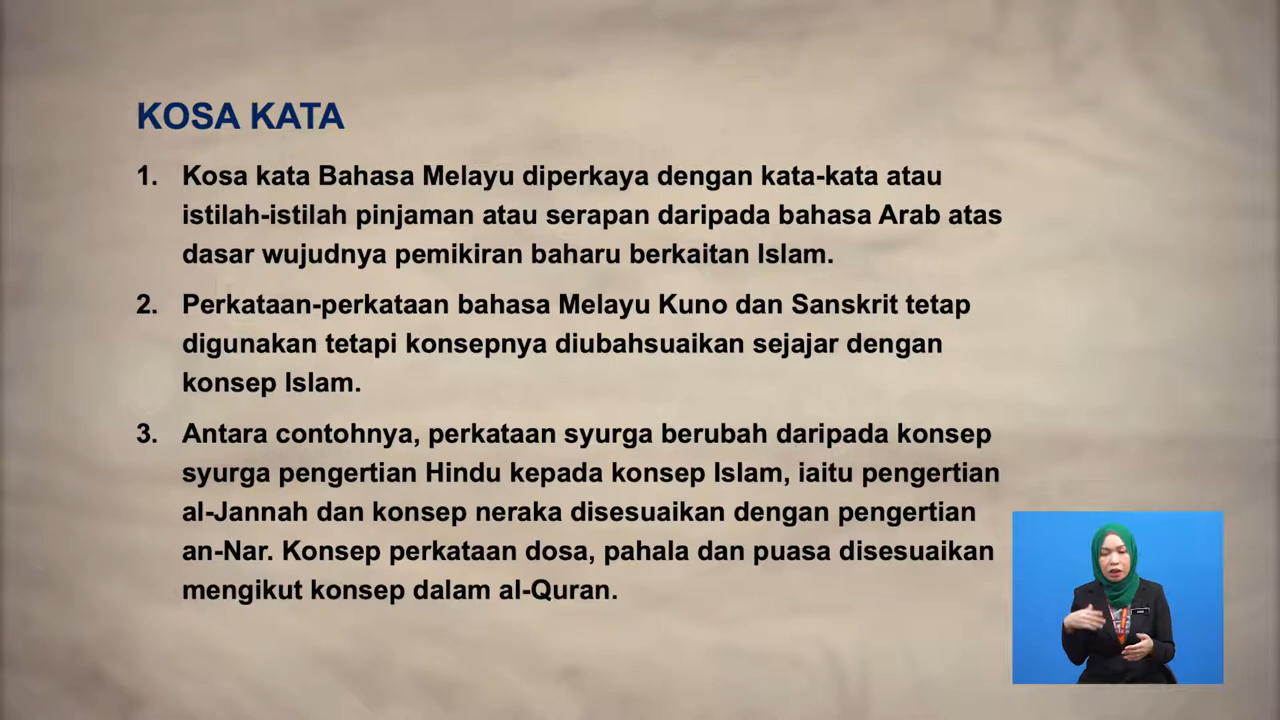 KOSA KATA
1. Kosa kata Bahasa Melayu diperkaya dengan kata-kata atau
istilah-istilah pinjaman atau serapan daripada bahasa Arab atas
dasar wujudnya pemikiran baharu berkaitan Islam.
2. Perkataan-perkataan bahasa Melayu Kuno dan Sanskrit tetap
digunakan tetapi konsepnya diubahsuaikan sejajar dengan
konsep Islam.
3. Antara contohnya, perkataan syurga berubah daripada konsep
syurga pengertian Hindu kepada konsep Islam, iaitu pengertian
al-Jannah dan konsep neraka disesuaikan dengan pengertian
an-Nar. Konsep perkataan dosa, pahala dan puasa disesuaikan
mengikut konsep dalam al-Quran.